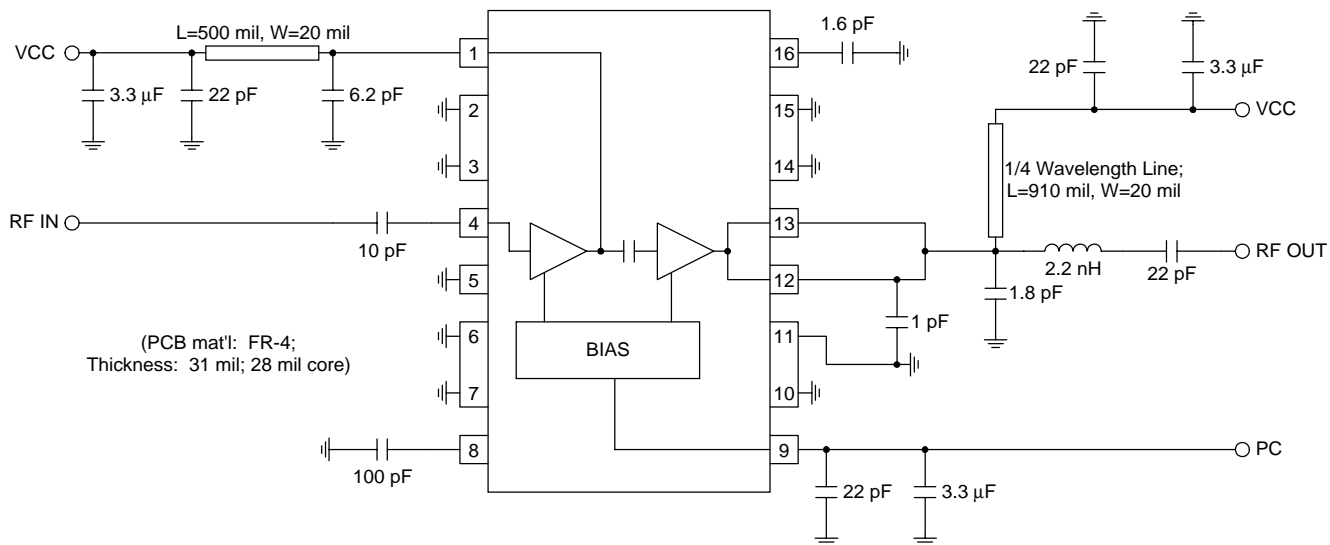 VCC
L=500 mil, W=20 mil
3.3 μF
22 pF
6.2 pF
1
2
3
RF IN
10 pF
4
5
(PCB mat'l: FR-4;
Thickness: 31 mil; 28 mil core)
6
7
100 pF
8
BIAS
16
1.6 pF
15
14
13
12
11
10
9
1 pF
22 pF
3.3 μF
VCC
1/4 Wavelength Line;
L=910 mil, W=20 mil
2.2 nH
22 pF
RF OUT
1.8 pF
PC
22 pF
3.3 μF